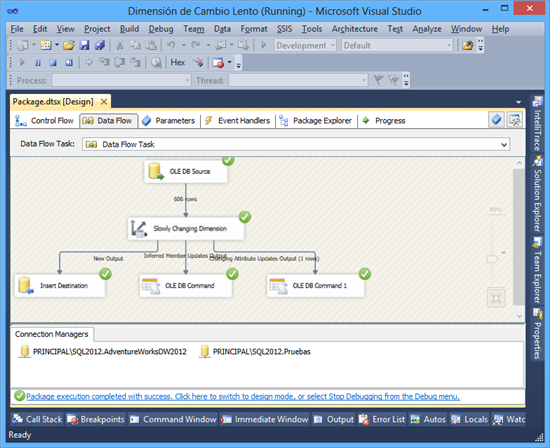 Dimensión de Cambio Lento (Running) - Microsoft Visual Studio
File Edit View Project Build Debug Team Data Format SSIS Tools Architecture Test Analyze Window Help
Development Default
Hex
Process: Thread:
Package.dtsx [Design]
Control Flow Data Flow Parameters Event Handlers Package Explorer Progress
Data Flow Task: Data Flow Task
OLE DB Source
606 rows
Slowly Changing Dimension
New Output Inferred Member Updates Output Changing Attribute Updates Output (1 rows)
Insert Destination OLE DB Command OLE DB Command 1
Connection Managers
PRINCIPAL\SQL2012.AdventureWorksDW2012 PRINCIPAL\SQL2012.Pruebas
Package execution completed with success. Click here to switch to design mode, or select Stop Debugging from the Debug menu.
Call Stack Breakpoints Command Window Immediate Window Output Error List Autos Locals Watc
Ready
IntelliTrace
Solution Explorer
Team Explorer
Properties